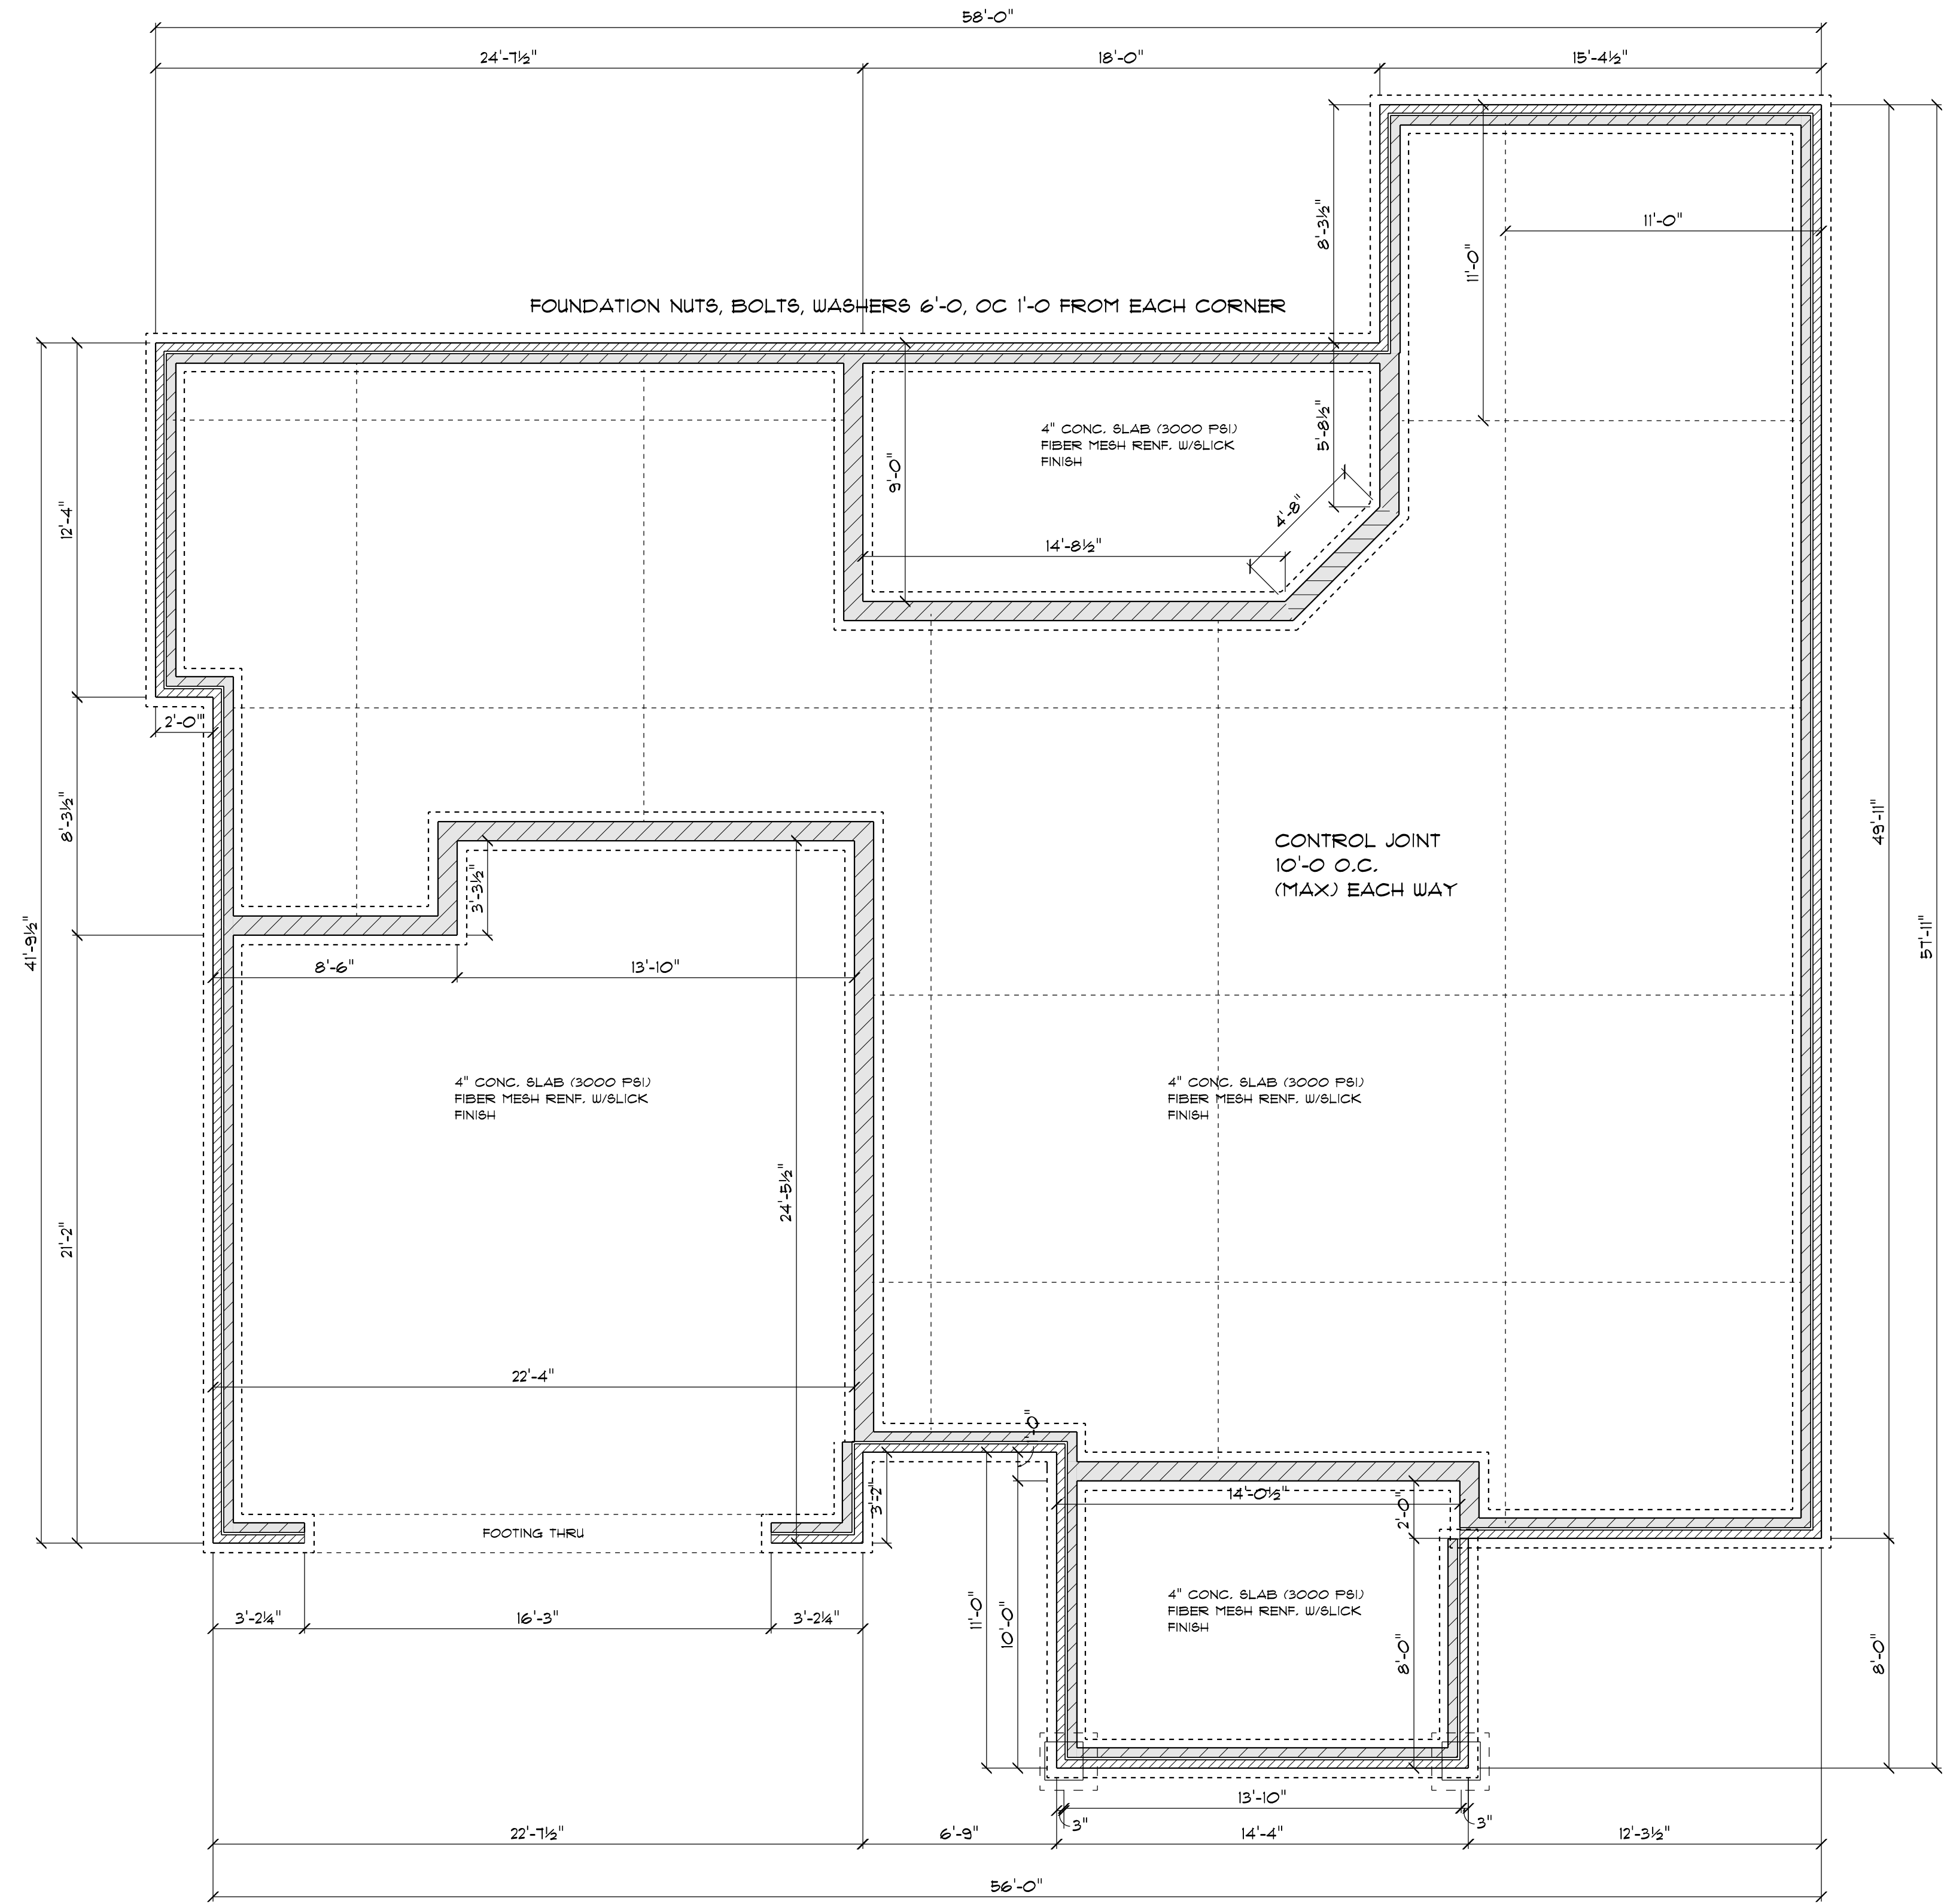 58'-0"
24'-7½"
18'-0"
15'-4½"
8'-3½"
11'-0"
11'-0"
FOUNDATION NUTS, BOLTS, WASHERS 6'-0, OC 1'-0 FROM EACH CORNER
4" CONC. SLAB (3000 PSI)
FIBER MESH RENF. W/SLICK
FINISH
5'-8½"
9'-0"
4'-8"
14'-8½"
12'-4"
2'-0"
8'-3½"
41'-9½"
3'-3½"
CONTROL JOINT
10'-0 O.C.
(MAX) EACH WAY
49'-11"
57'-11"
8'-6"
13'-10"
4" CONC. SLAB (3000 PSI)
FIBER MESH RENF. W/SLICK
FINISH
4" CONC. SLAB (3000 PSI)
FIBER MESH RENF. W/SLICK
FINISH
24'-5½"
21'-2"
22'-4"
3'-2"
14'-0½"
2'-0"
FOOTING THRU
4" CONC. SLAB (3000 PSI)
FIBER MESH RENF. W/SLICK
FINISH
3'-2¼"
16'-3"
3'-2¼"
11'-0"
10'-0"
8'-0"
8'-0"
13'-10"
3"
3"
22'-7½"
6'-9"
14'-4"
12'-3½"
56'-0"